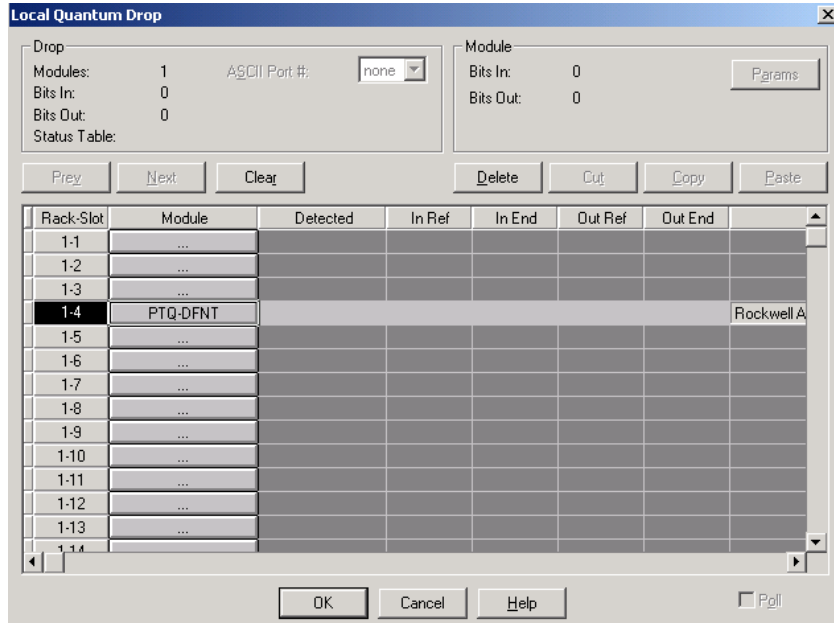 Local Quantum Drop
Drop
Modules: 1 ASCII Port #: none
Bits In: 0
Bits Out: 0
Status Table:
Module
Bits In: 0
Bits Out: 0
Params
Prev Next Clear Delete Cut Copy Paste
Rack-Slot Module Detected In Ref In End Out Ref Out End
1-1 ...
1-2 ...
1-3 ...
1-4 PTQ-DFNT Rockwell A
1-5 ...
1-6 ...
1-7 ...
1-8 ...
1-9 ...
1-10 ...
1-11 ...
1-12 ...
1-13 ...
1-14 ...
OK Cancel Help Poll